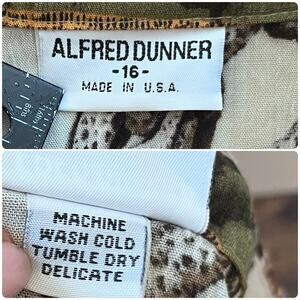 ALFRED DUNNER
-16-
MADE IN U.S.A.
MACHINE
WASH COLD
TUMBLE DRY
DELICATE